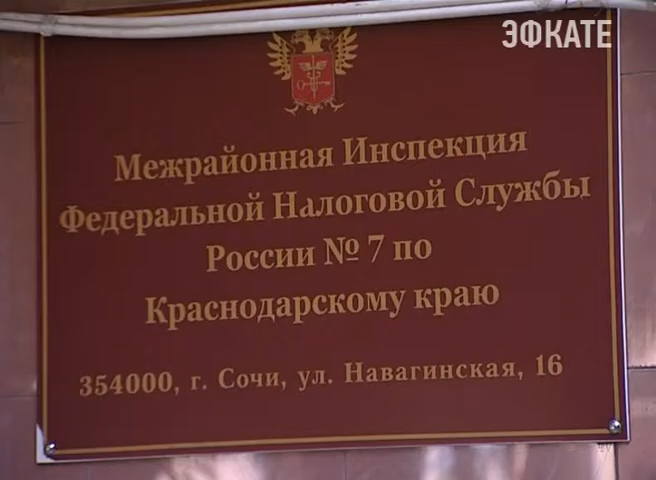 ЭФКАТЕ
Межрайонная Инспекция
Федеральной Налоговой Службы
России № 7 по
Краснодарскому краю
354000, г. Сочи, ул. Навагинская, 16